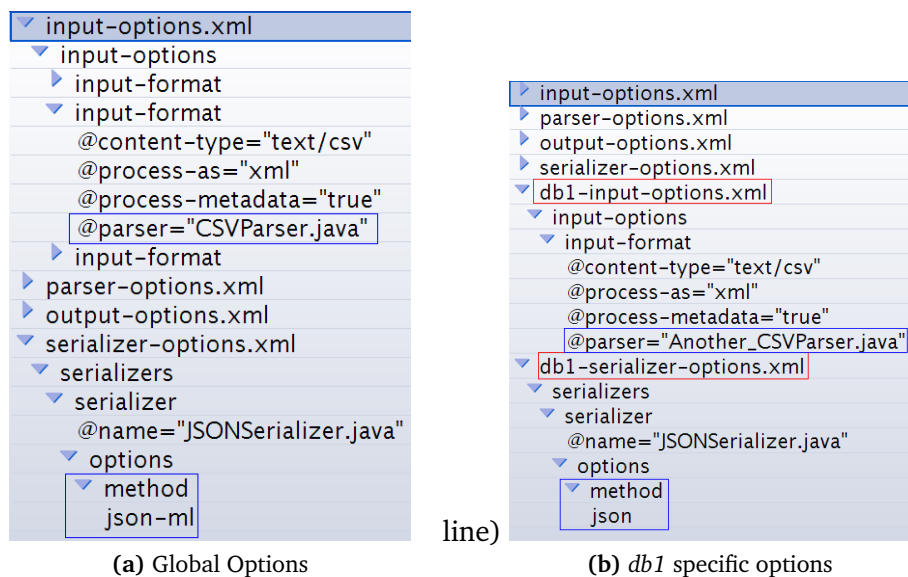 input-options.xml
input-options
input-format
input-format
@content-type="text/csv"
@process-as="xml"
@process-metadata="true"
@parser="CSVParser.java"
input-format
parser-options.xml
output-options.xml
serializer-options.xml
serializers
serializer
@name="JSONSerializer.java"
options
method
json-ml
(a) Global Options
line)
input-options.xml
parser-options.xml
output-options.xml
serializer-options.xml
db1-input-options.xml
input-options
input-format
@content-type="text/csv"
@process-as="xml"
@process-metadata="true"
@parser="Another_CSVParser.java"
db1-serializer-options.xml
serializers
serializer
@name="JSONSerializer.java"
options
method
json
(b) db1 specific options